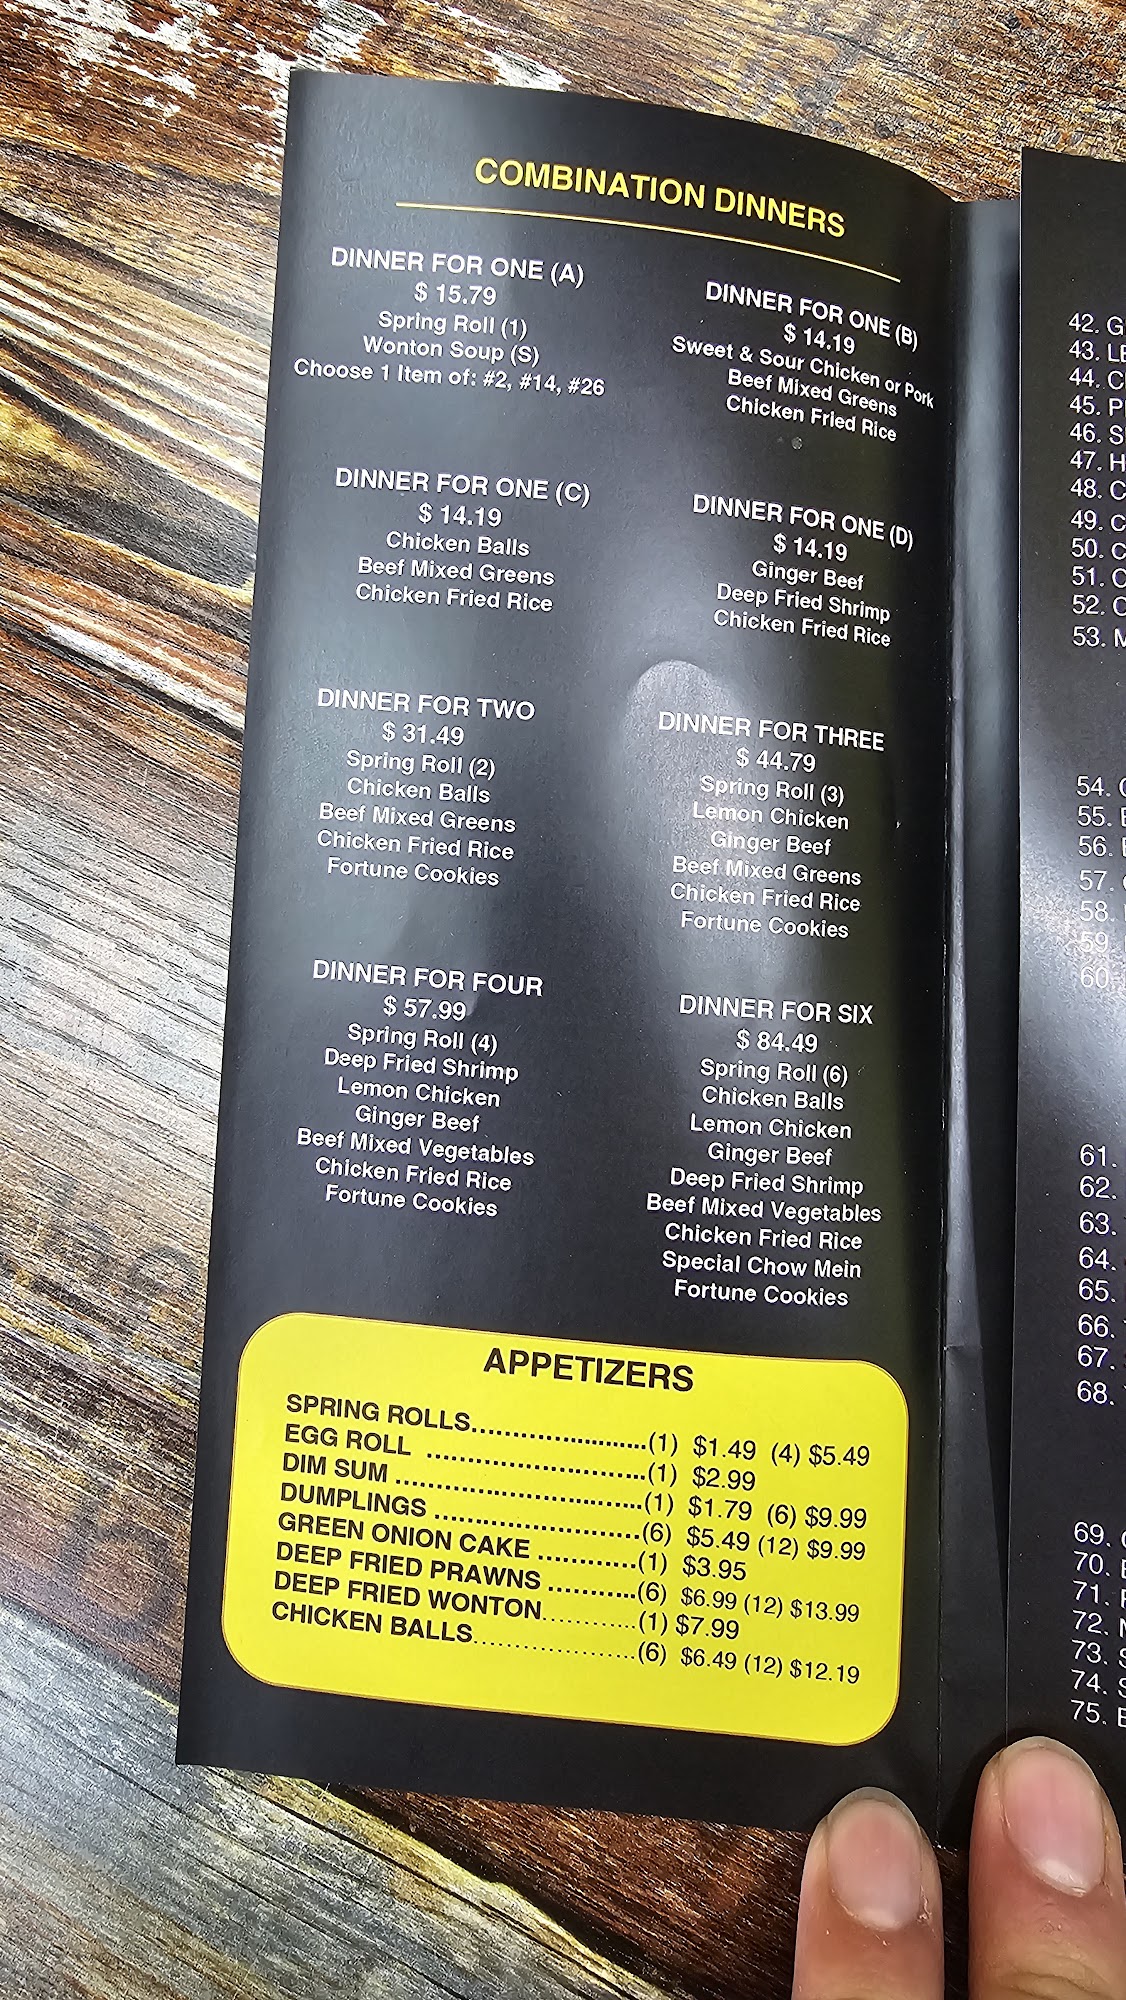 COMBINATION DINNERS
DINNER FOR ONE (A)
$ 15.79
Spring Roll (1)
Wonton Soup (S)
Choose 1 Item of: #2, #14, #26
DINNER FOR ONE (B)
$ 14.19
Sweet & Sour Chicken or Pork
Beef Mixed Greens
Chicken Fried Rice
DINNER FOR ONE (C)
$ 14.19
Chicken Balls
Beef Mixed Greens
Chicken Fried Rice
DINNER FOR ONE (D)
$ 14.19
Ginger Beef
Deep Fried Shrimp
Chicken Fried Rice
DINNER FOR TWO
$ 31.49
Spring Roll (2)
Chicken Balls
Beef Mixed Greens
Chicken Fried Rice
Fortune Cookies
DINNER FOR THREE
$ 44.79
Spring Roll (3)
Lemon Chicken
Ginger Beef
Beef Mixed Greens
Chicken Fried Rice
Fortune Cookies
DINNER FOR FOUR
$ 57.99
Spring Roll (4)
Deep Fried Shrimp
Lemon Chicken
Ginger Beef
Beef Mixed Vegetables
Chicken Fried Rice
Fortune Cookies
DINNER FOR SIX
$ 84.49
Spring Roll (6)
Chicken Balls
Lemon Chicken
Ginger Beef
Deep Fried Shrimp
Beef Mixed Vegetables
Chicken Fried Rice
Special Chow Mein
Fortune Cookies
APPETIZERS
SPRING ROLLS.........................(1) $1.49 (4) $5.49
EGG ROLL ............................(1) $2.99
DIM SUM ..............................(1) $1.79 (6) $9.99
DUMPLINGS .........................(6) $5.49 (12) $9.99
GREEN ONION CAKE ............(1) $3.95
DEEP FRIED PRAWNS ...........(6) $6.99 (12) $13.99
DEEP FRIED WONTON............(1) $7.99
CHICKEN BALLS.....................(6) $6.49 (12) $12.19
42. G
43. LE
44. C
45. P
46. S
47. H
48. C
49. C
50. C
51. C
52. C
53. M
54.
55.
56.
57.
58.
59.
60.
61.
62.
63.
64.
65.
66.
67.
68.
69.
70.
71.
72.
73.
74.
75.